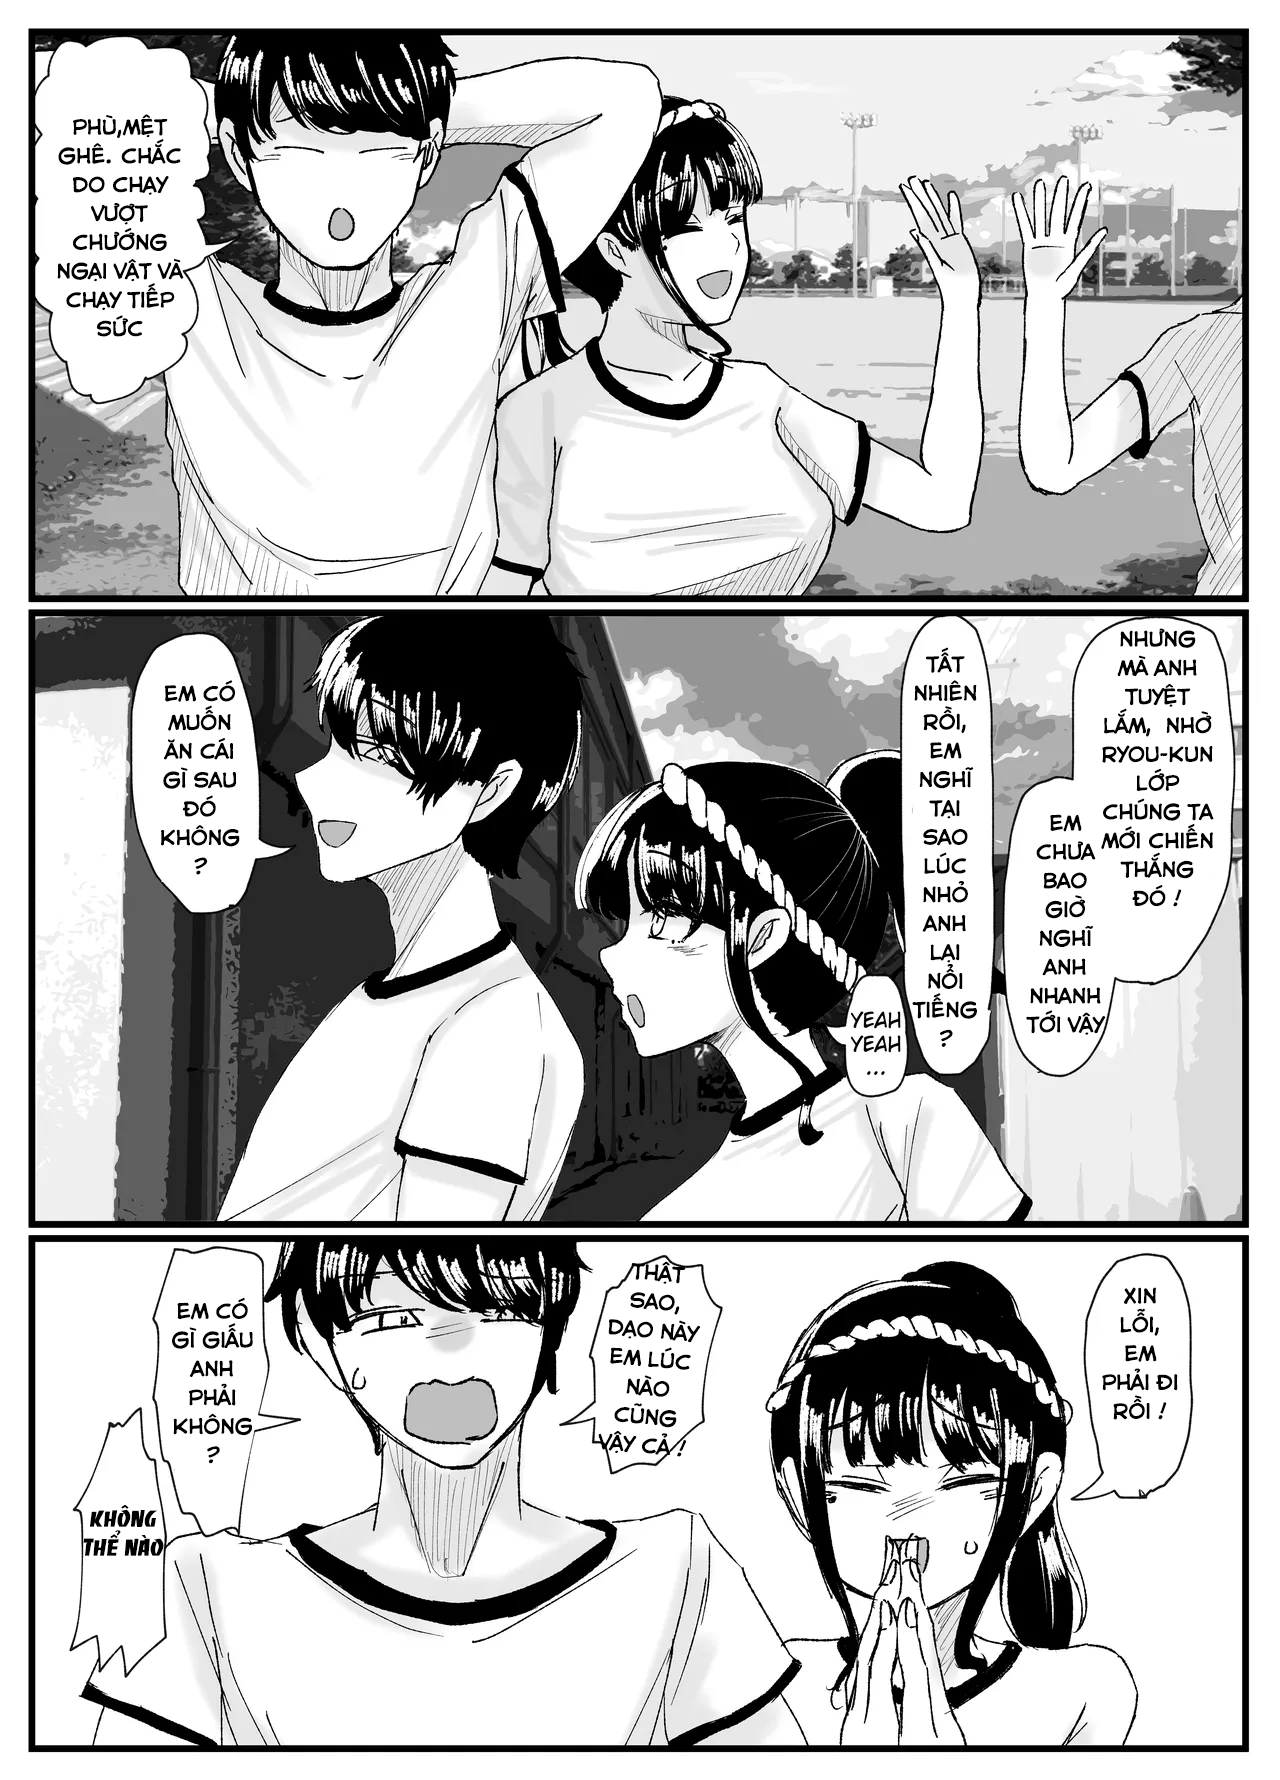 PHÙ,MỆT
GHÊ. CHẮC
DO CHẠY
VƯỢT
CHƯỚNG
NGẠI VẬT VÀ
CHẠY TIẾP
SỨC
NHƯNG
MÀ ANH
TUYỆT
LẮM, NHỜ
RYOU-KUN
LỚP
CHÚNG TA
MỚI CHIẾN
THẮNG
ĐÓ !
EM
CHƯA
BAO
GIỜ
NGHĨ
ANH
NHANH
TỚI VẬY
TẤT
NHIÊN
RỒI,
EM
NGHĨ
TẠI
SAO
LÚC
NHỎ
ANH
LẠI
NỔI
TIẾNG
?
YEAH
YEAH
...
EM CÓ
MUỐN
ĂN CÁI
GÌ SAU
ĐÓ
KHÔNG
?
XIN
LỖI,
EM
PHẢI ĐI
RỒI !
THẬT
SAO,
DẠO NÀY
EM LÚC
NÀO
CŨNG
VẬY CẢ !
EM CÓ
GÌ GIẤU
ANH
PHẢI
KHÔNG
?
KHÔNG
THỂ NÀO